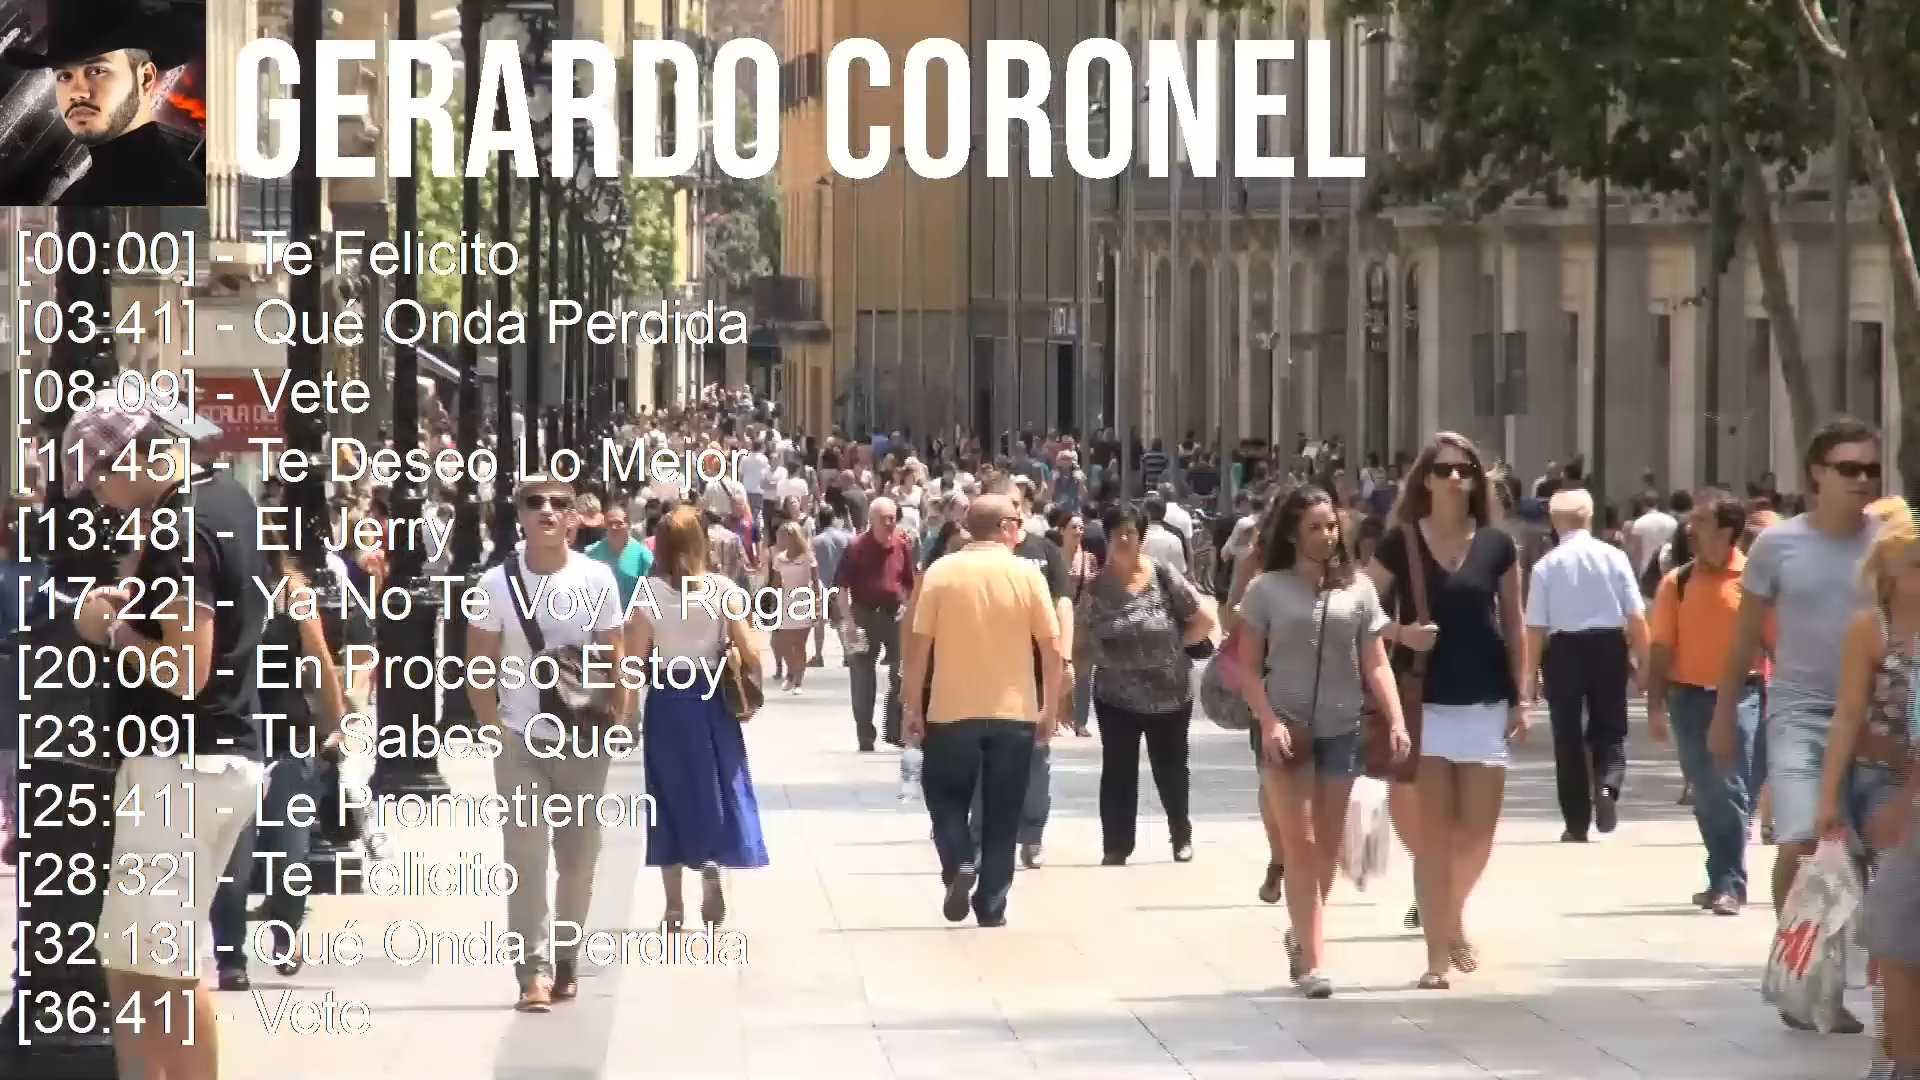 GERARDO CORONEL
[00:00] - Te Felicito
[03:41] - Qué Onda Perdida
[08:09] - Vete
[11:45] - Te Deseo Lo Mejor
[13:48] - El Jerry
[17:22] - Ya No Te Voy A Rogar
[20:06] - En Proceso Estoy
[23:09] - Tu Sabes Que
[25:41] - Le Prometieron
[28:32] - Te Felicito
[32:13] - Qué Onda Perdida
[36:41] - Vete